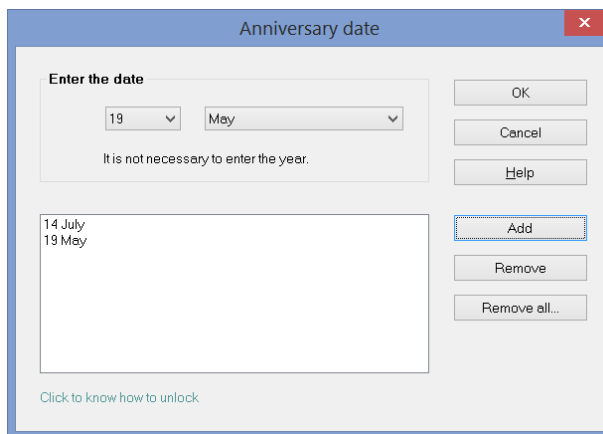 Anniversary date
Enter the date
19 May
It is not necessary to enter the year.
OK
Cancel
Help
14 July
19 May
Add
Remove
Remove all...
Click to know how to unlock